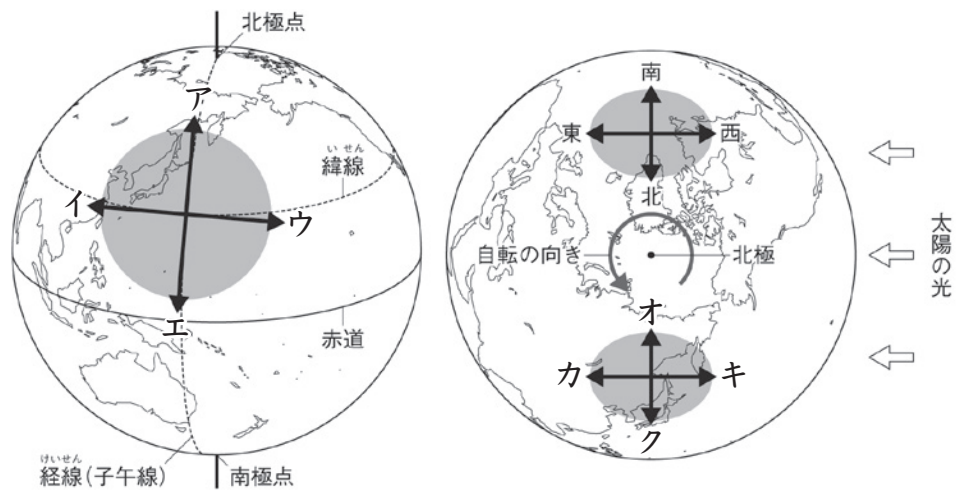 北極点
ア
いせん
緯線
イ
ウ
エ
赤道
けいせん
経線(子午線)
南極点
南
東
西
北
自転の向き
北極
オ
カ
キ
ク
太陽の光